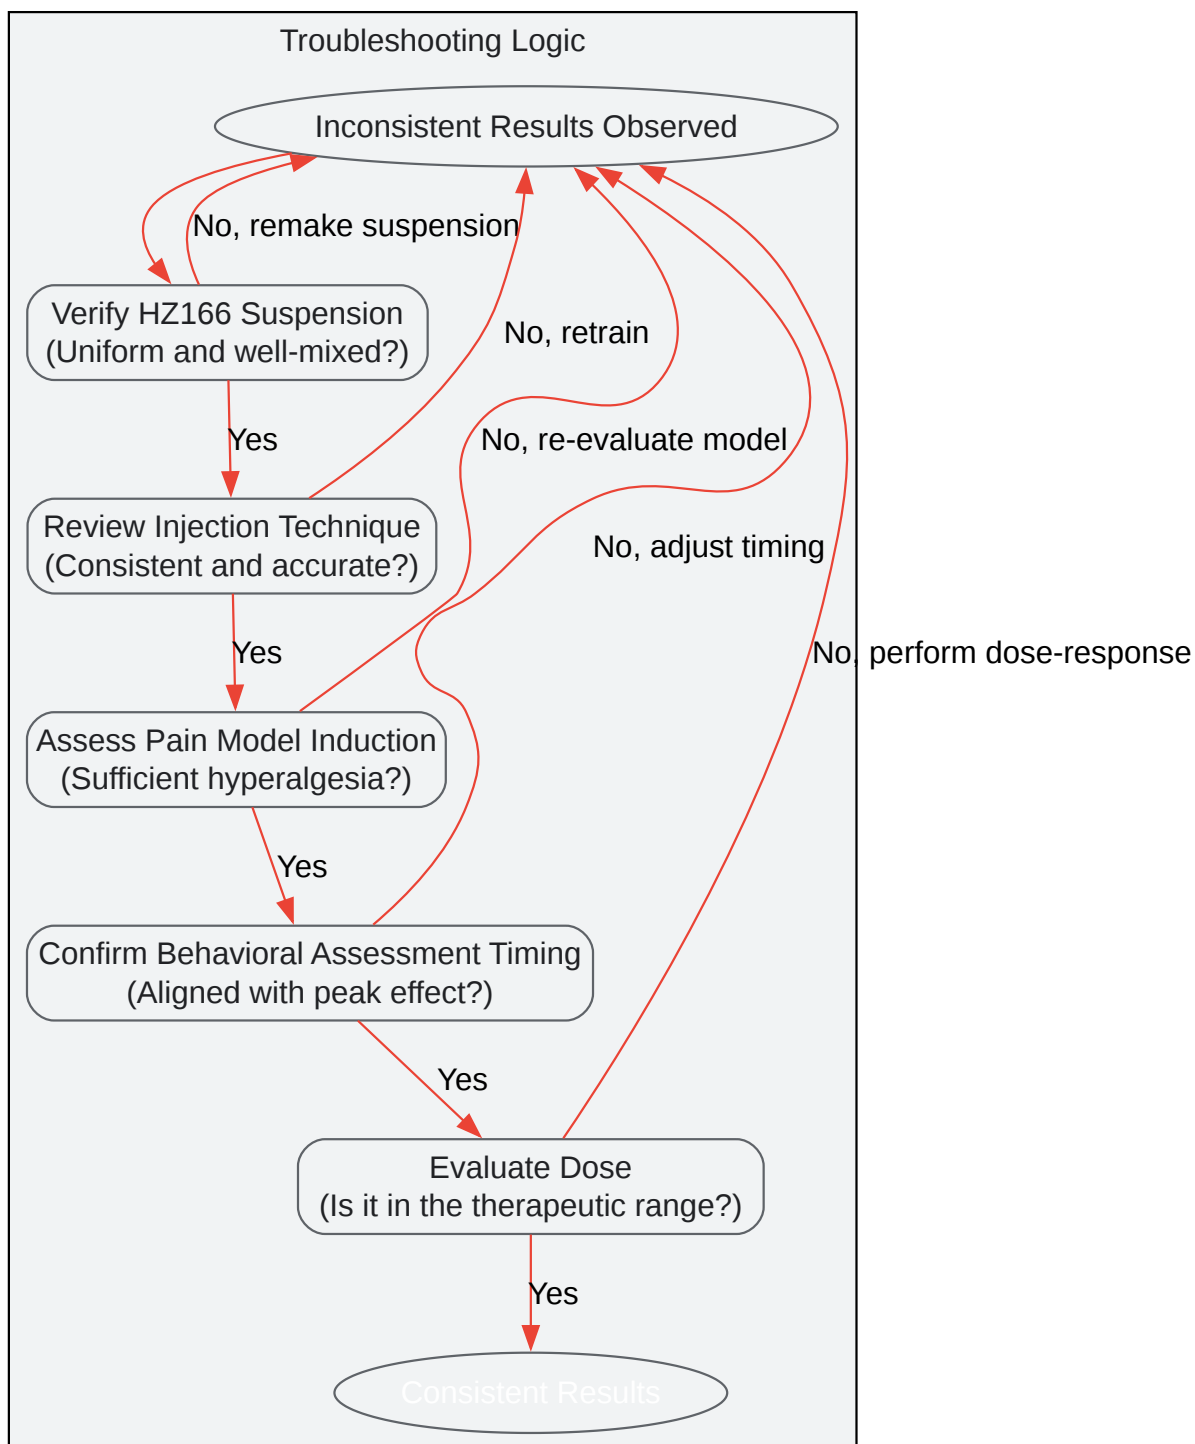 Troubleshooting Logic
Inconsistent Results Observed
No, remake suspension
Verify HZ166 Suspension
(Uniform and well-mixed?)
No, retrain
Yes
No, re-evaluate model
Review Injection Technique
(Consistent and accurate?)
No, adjust timing
Yes
No, perform dose-response
Assess Pain Model Induction
(Sufficient hyperalgesia?)
Yes
Confirm Behavioral Assessment Timing
(Aligned with peak effect?)
Yes
Evaluate Dose
(Is it in the therapeutic range?)
Yes
Consistent Results